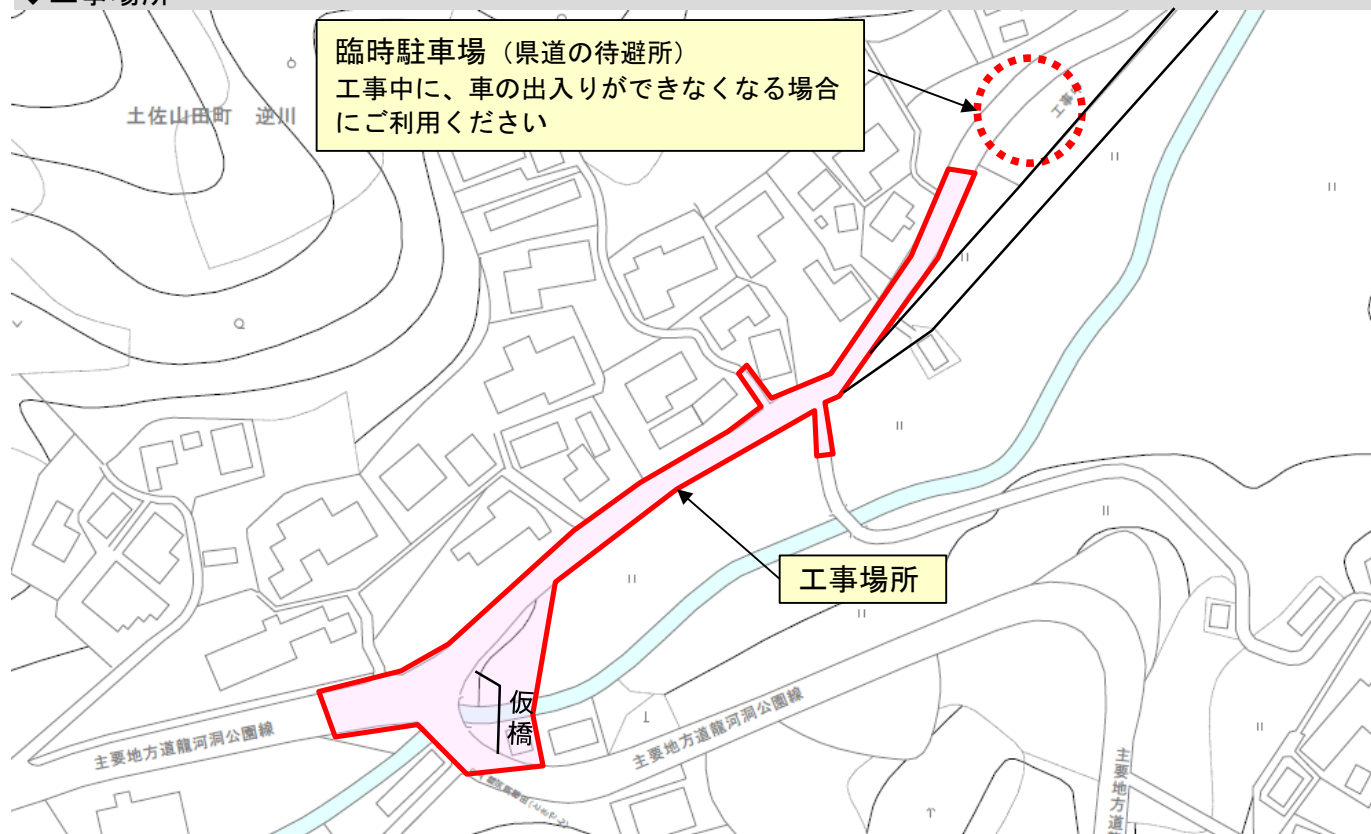 ◆工事場所
臨時駐車場（県道の待避所）
工事中に、車の出入りができなくなる場合
にご利用ください
土佐山田町 逆川
工事
工事場所
仮橋
主要地方道龍河洞公園線
主要地方道龍河洞公園線
主要地方道